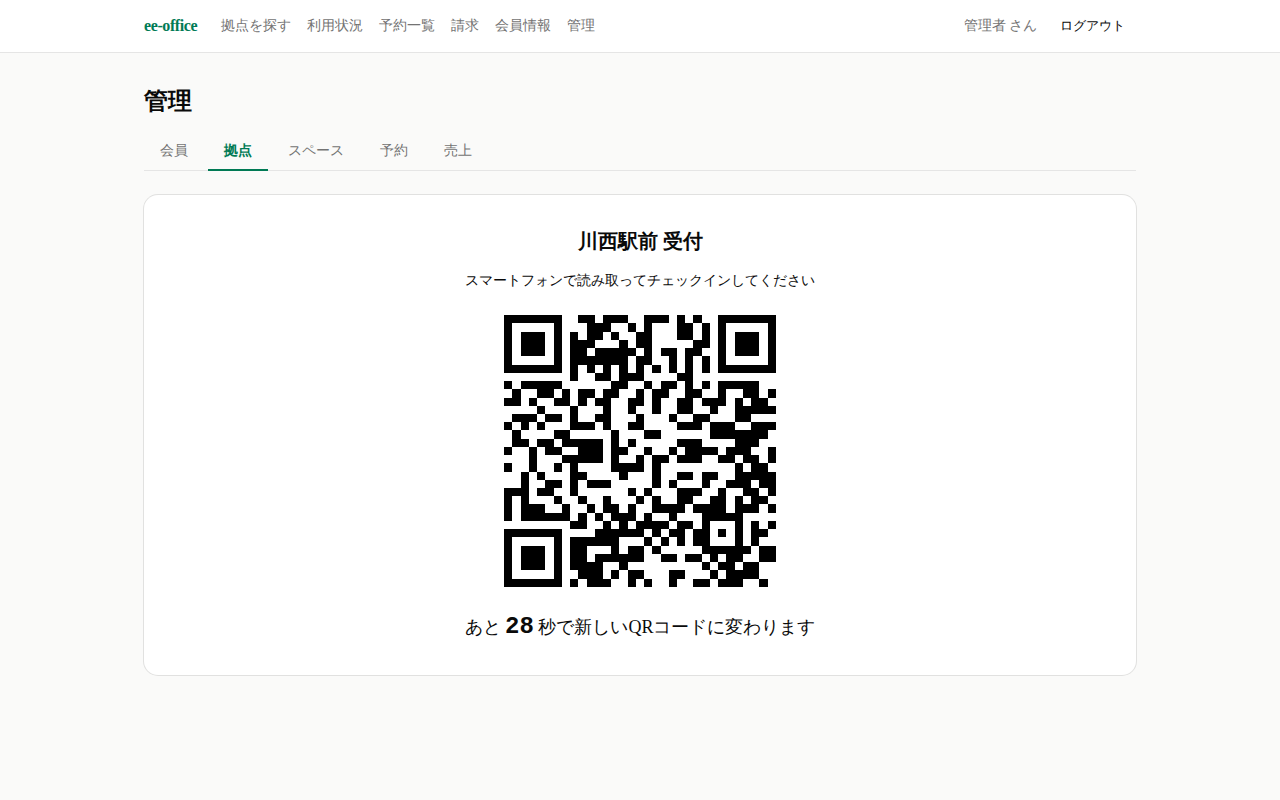 ee-office 拠点を探す 利用状況 予約一覧 請求 会員情報 管理 管理者 さん ログアウト
管理
会員 拠点 スペース 予約 売上
川西駅前 受付
スマートフォンで読み取ってチェックインしてください
あと 28 秒で新しいQRコードに変わります